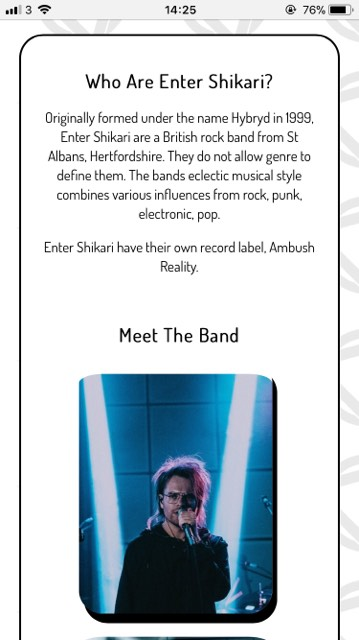 3 14:25 76%
Who Are Enter Shikari?
Originally formed under the name Hybryd in 1999,
Enter Shikari are a British rock band from St
Albans, Hertfordshire. They do not allow genre to
define them. The bands eclectic musical style
combines various influences from rock, punk,
electronic, pop.
Enter Shikari have their own record label, Ambush
Reality.
Meet The Band